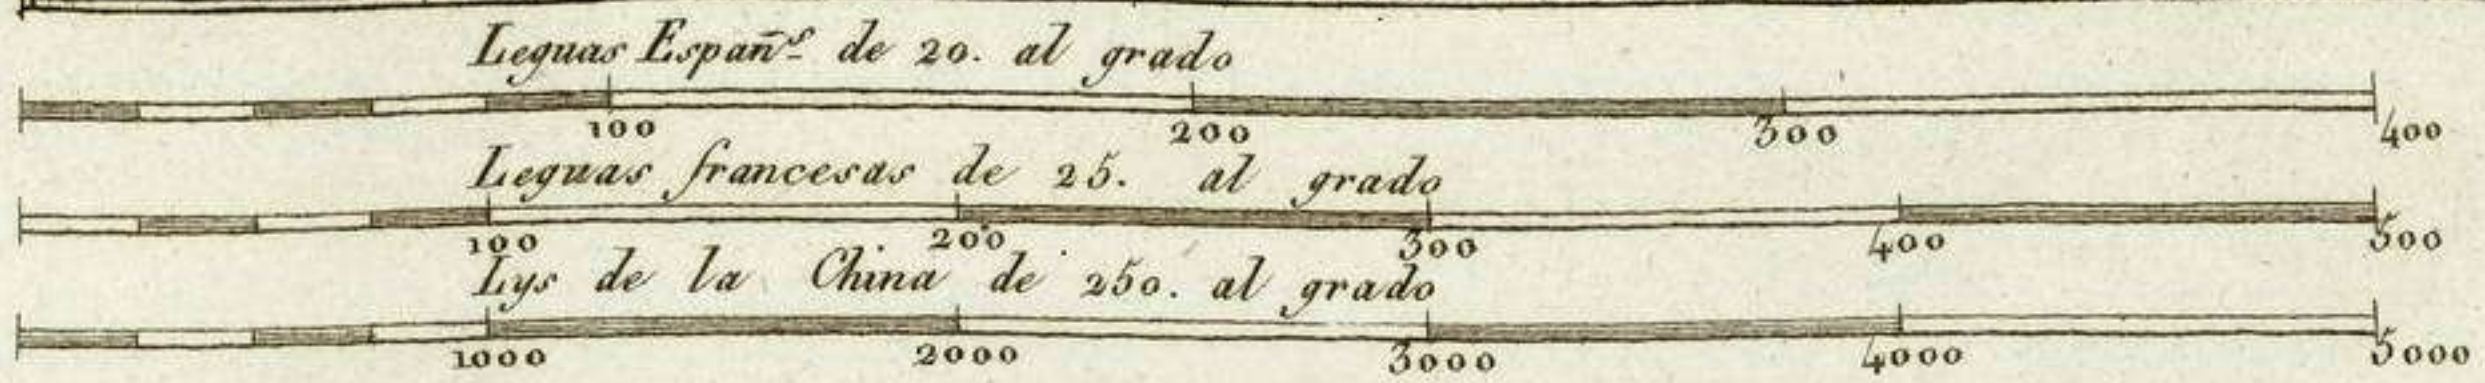 Leguas Españs de 20. al grado
100 200 300 400
Leguas francesas de 25. al grado
100 200 300 400 500
Lys de la China de 250. al grado
1000 2000 3000 4000 5000